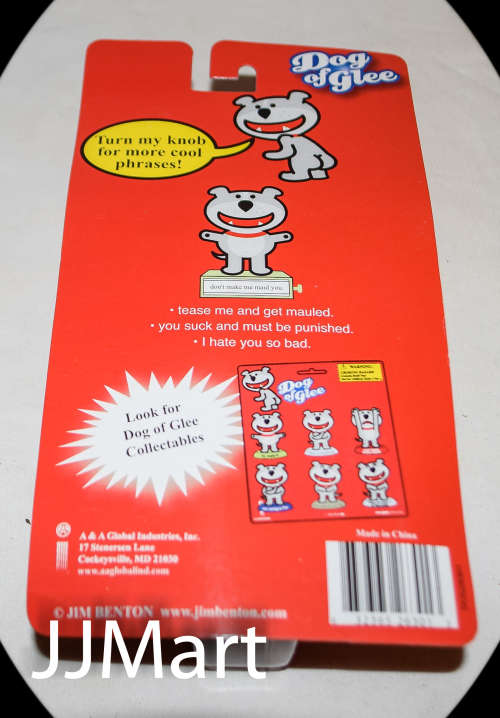 Dog
of Glee
Turn my knob
for more cool
phrases!
don't make me maul you.
• tease me and get mauled.
• you suck and must be punished.
• I hate you so bad.
Look for
Dog of Glee
Collectables
Dog
of Glee
WARNING:
A & A Global Industries, Inc.
17 Stenersen Lane
Cockeysville, MD 21030
www.aaglobalind.com
Made in China
© JIM BENTON www.jimbenton.com
JJMart